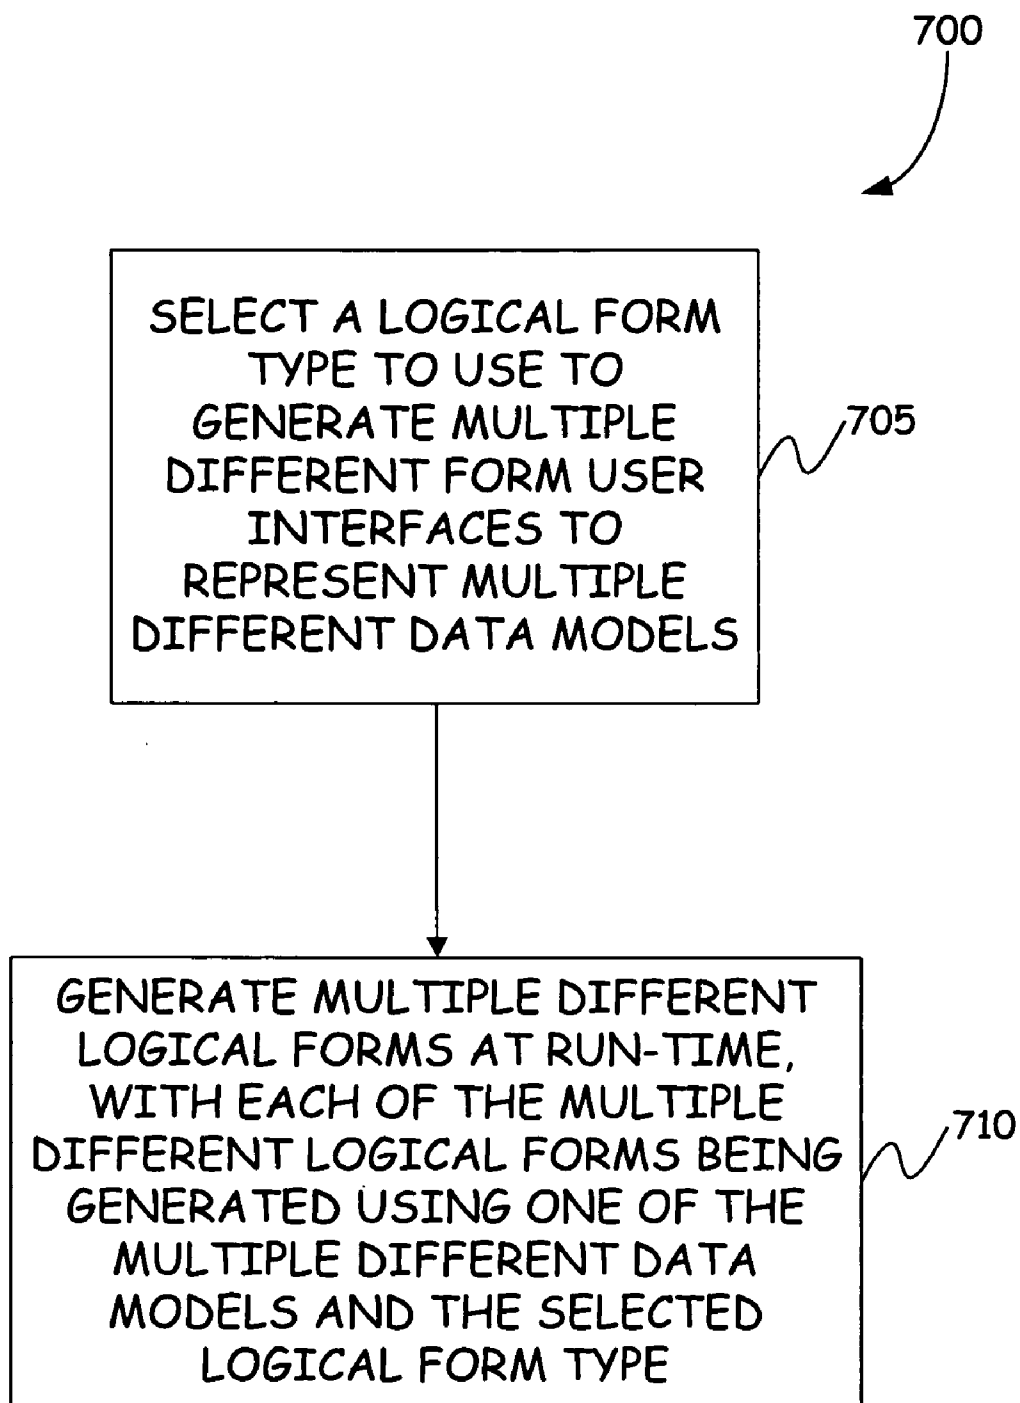 700
SELECT A LOGICAL FORM
TYPE TO USE TO
GENERATE MULTIPLE
DIFFERENT FORM USER
INTERFACES TO
REPRESENT MULTIPLE
DIFFERENT DATA MODELS
705
GENERATE MULTIPLE DIFFERENT
LOGICAL FORMS AT RUN-TIME,
WITH EACH OF THE MULTIPLE
DIFFERENT LOGICAL FORMS BEING
GENERATED USING ONE OF THE
MULTIPLE DIFFERENT DATA
MODELS AND THE SELECTED
LOGICAL FORM TYPE
710